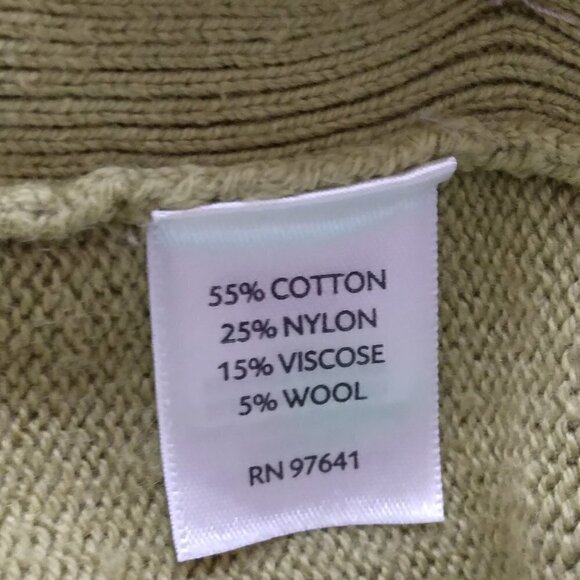 55% COTTON
25% NYLON
15% VISCOSE
5% WOOL
RN 97641